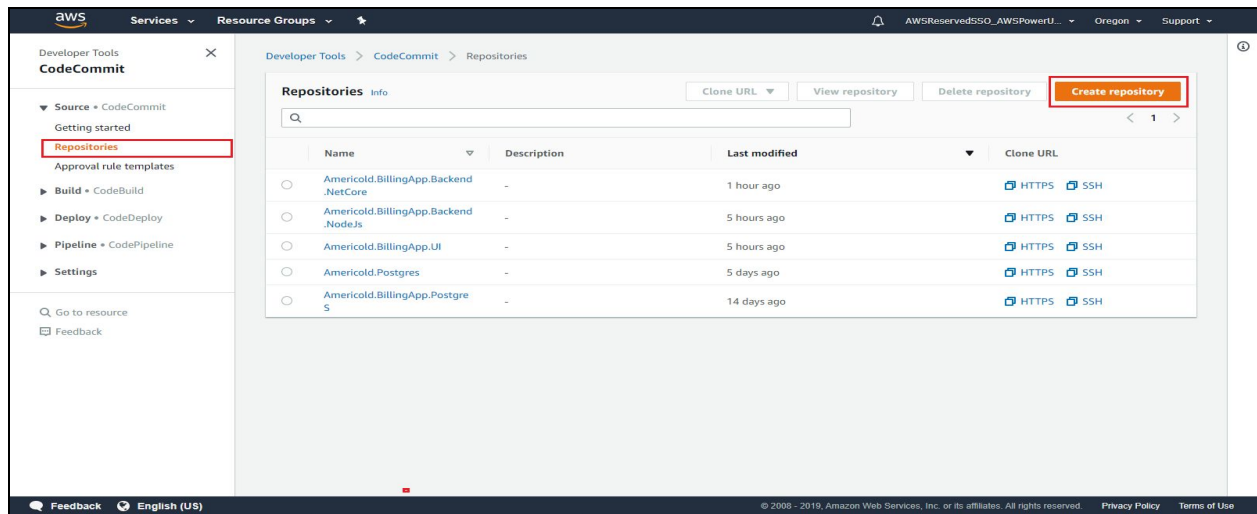 aws Services Resource Groups AWSReservedSSO_AWSPowerU... Oregon Support
Developer Tools
CodeCommit
Source • CodeCommit
Getting started
Repositories
Approval rule templates
Build • CodeBuild
Deploy • CodeDeploy
Pipeline • CodePipeline
Settings
Go to resource
Feedback
Developer Tools > CodeCommit > Repositories
Repositories Info Clone URL View repository Delete repository Create repository
< 1 >
Name Description Last modified Clone URL
Americold.BillingApp.Backend
.NetCore - 1 hour ago HTTPS SSH
Americold.BillingApp.Backend
.NodeJs - 5 hours ago HTTPS SSH
Americold.BillingApp.UI - 5 hours ago HTTPS SSH
Americold.Postgres - 5 days ago HTTPS SSH
Americold.BillingApp.Postgre
S - 14 days ago HTTPS SSH
Feedback English (US) © 2008 - 2019, Amazon Web Services, Inc. or its affiliates. All rights reserved. Privacy Policy Terms of Use